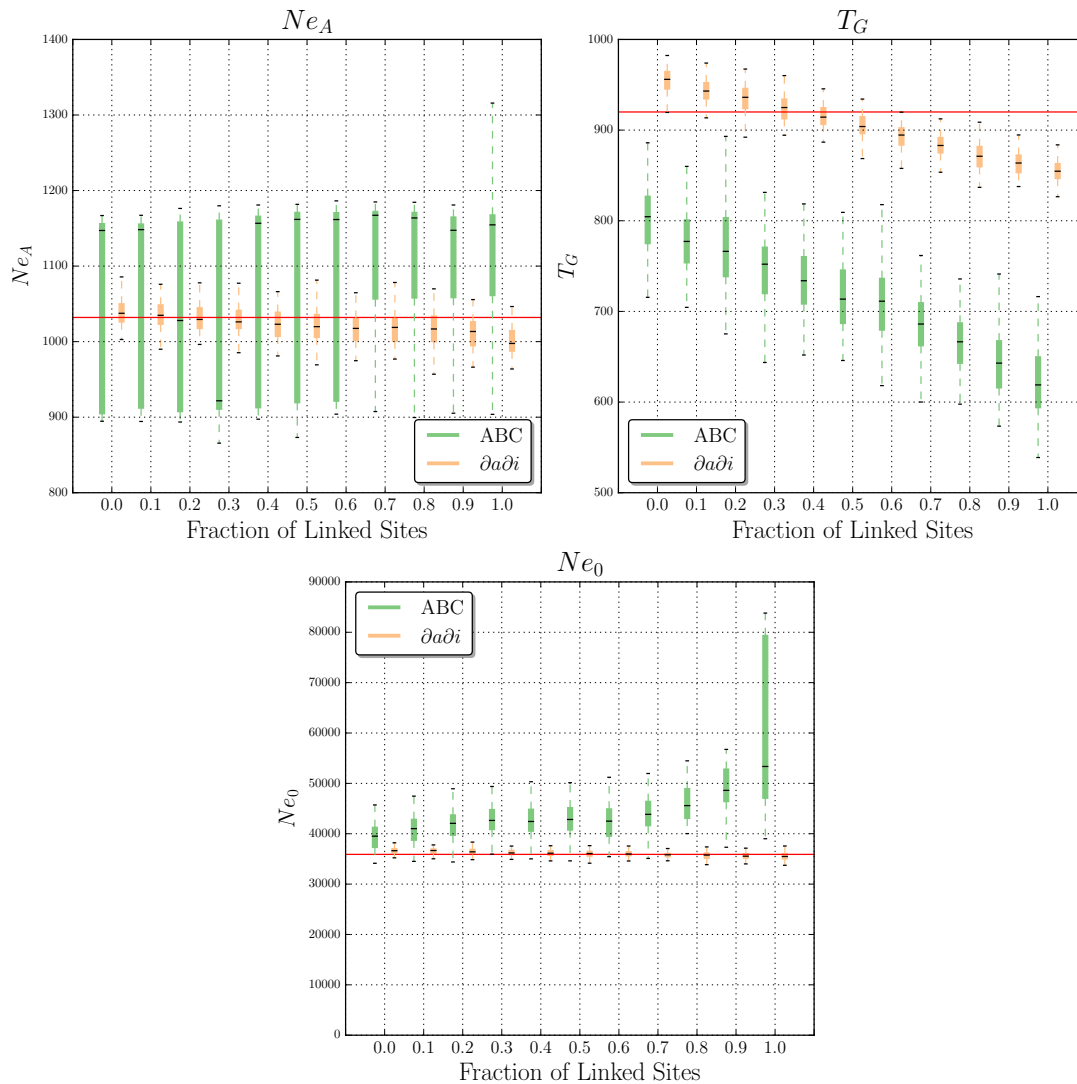 Ne_A
1400
1300
1200
1100
1000
900
800
Ne_A
0.0 0.1 0.2 0.3 0.4 0.5 0.6 0.7 0.8 0.9 1.0
Fraction of Linked Sites
ABC
∂a∂i
T_G
1000
900
800
700
600
500
T_G
0.0 0.1 0.2 0.3 0.4 0.5 0.6 0.7 0.8 0.9 1.0
Fraction of Linked Sites
ABC
∂a∂i
Ne_0
90000
80000
70000
60000
50000
40000
30000
20000
10000
0
Ne_0
0.0 0.1 0.2 0.3 0.4 0.5 0.6 0.7 0.8 0.9 1.0
Fraction of Linked Sites
ABC
∂a∂i